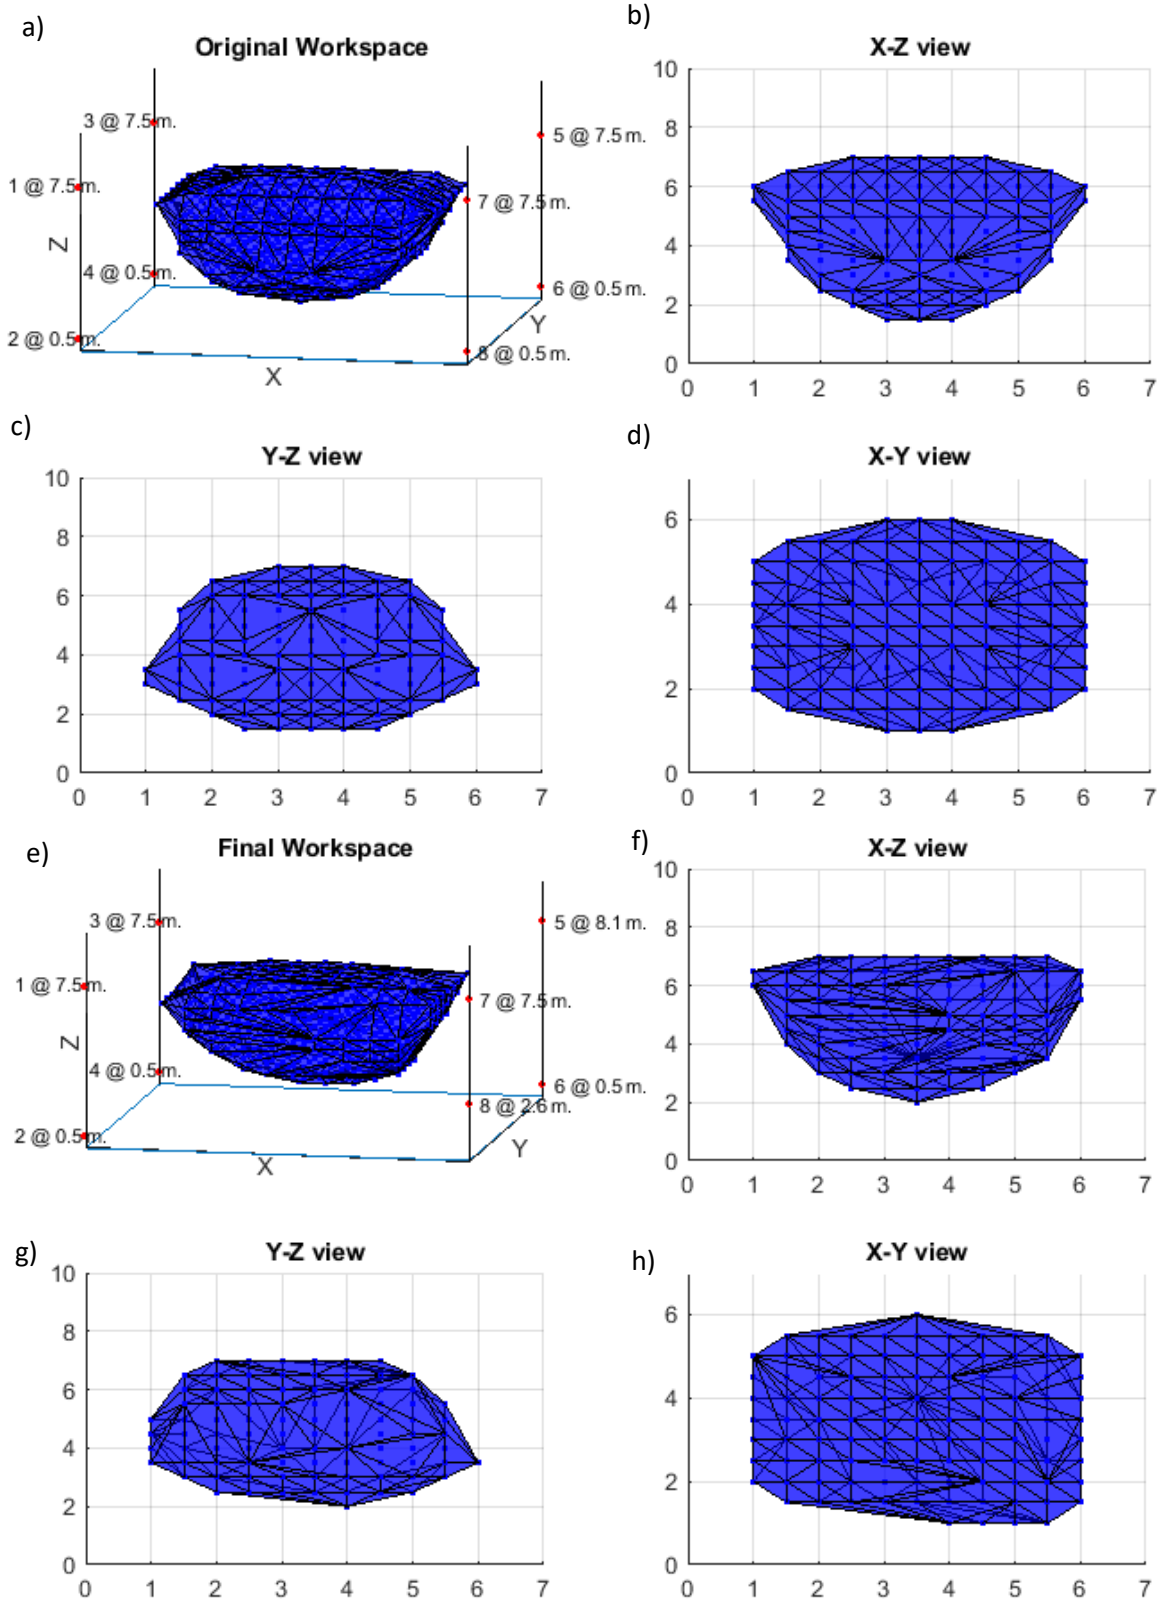 a)
Original Workspace
3 @ 7.5 m.
5 @ 7.5 m.
1 @ 7.5 m.
7 @ 7.5 m.
Z
4 @ 0.5 m.
6 @ 0.5 m.
2 @ 0.5 m.
8 @ 0.5 m.
Y
X
b)
X-Z view
10
8
6
4
2
0
0 1 2 3 4 5 6 7
c)
Y-Z view
10
8
6
4
2
0
0 1 2 3 4 5 6 7
d)
X-Y view
6
4
2
0
0 1 2 3 4 5 6 7
e)
Final Workspace
3 @ 7.5 m.
5 @ 8.1 m.
1 @ 7.5 m.
7 @ 7.5 m.
Z
4 @ 0.5 m.
6 @ 0.5 m.
8 @ 2.6 m.
2 @ 0.5 m.
Y
X
f)
X-Z view
10
8
6
4
2
0
0 1 2 3 4 5 6 7
g)
Y-Z view
10
8
6
4
2
0
0 1 2 3 4 5 6 7
h)
X-Y view
6
4
2
0
0 1 2 3 4 5 6 7